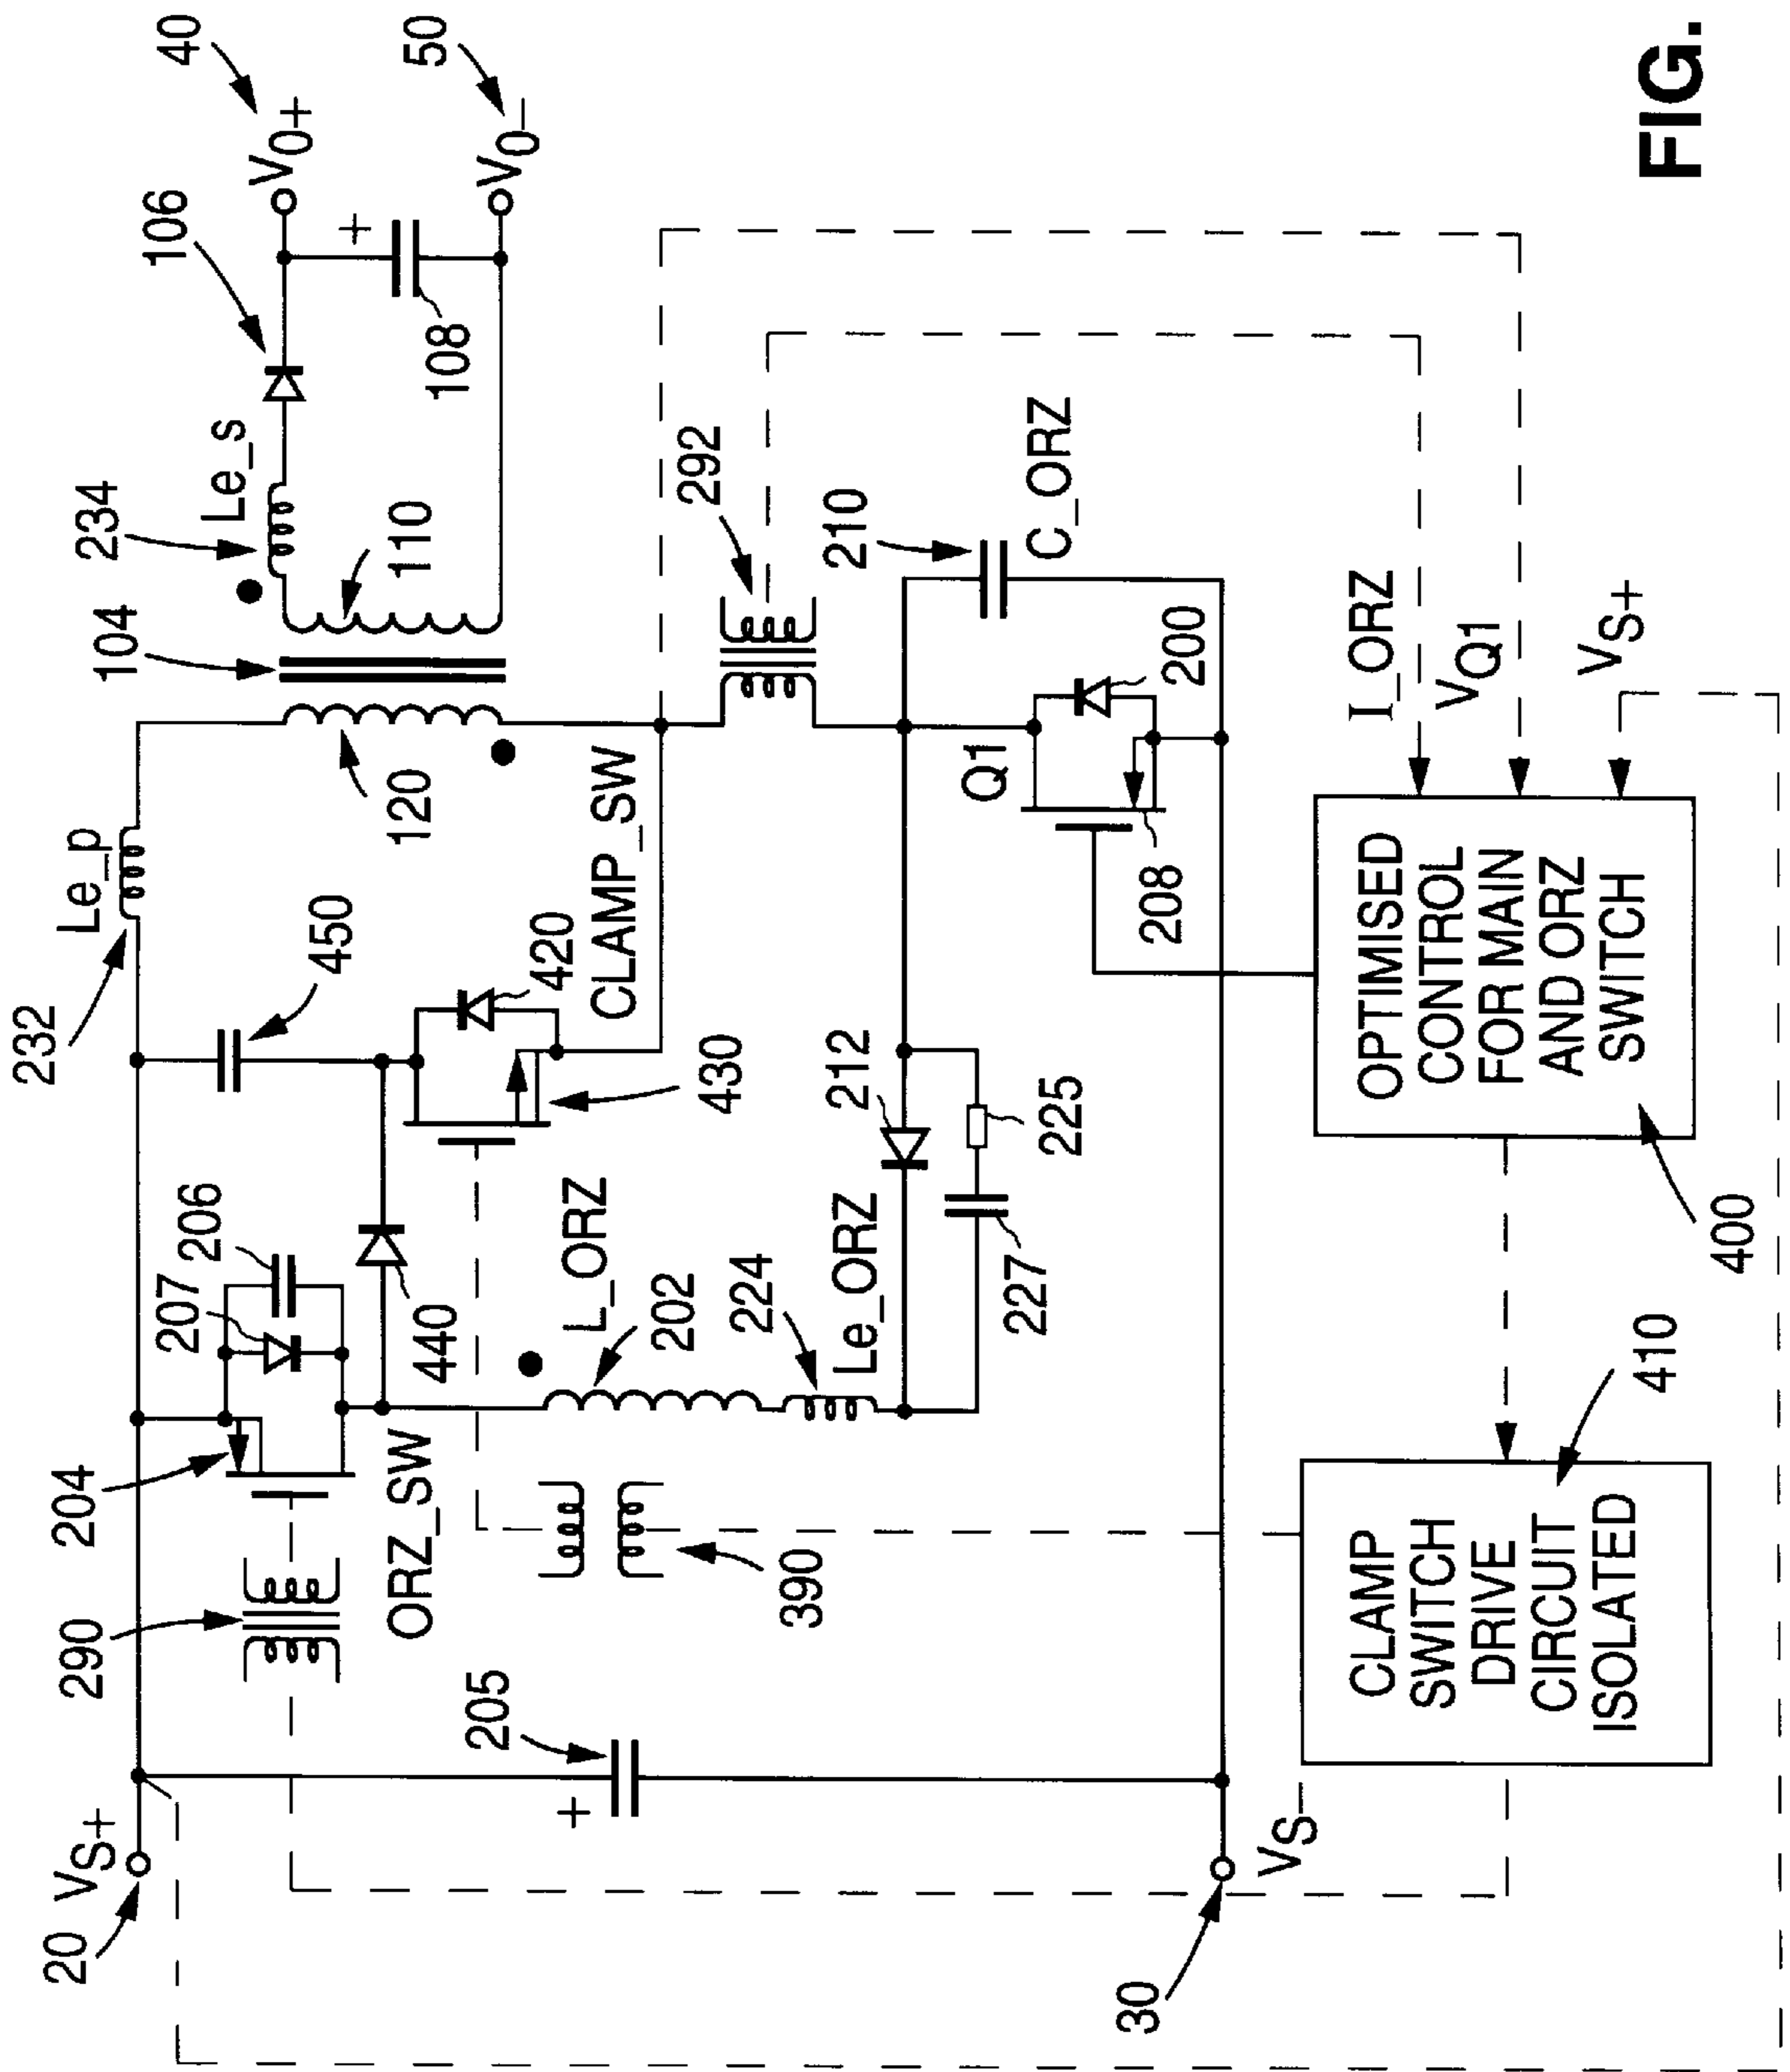 20
VS+
290
204
207
206
232
Le_p
450
104
234
Le_s
106
40
VO+
50
VO-
+
108
110
120
205
+
ORZ_SW
440
L_ORZ
202
224
Le_ORZ
390
420
430
CLAMP_SW
212
225
227
292
210
C_ORZ
Q1
208
200
30
VS-
I_ORZ
VQ1
VS+
CLAMP
SWITCH
DRIVE
CIRCUIT
ISOLATED
410
OPTIMISED
CONTROL
FOR MAIN
AND ORZ
SWITCH
400
FIG.